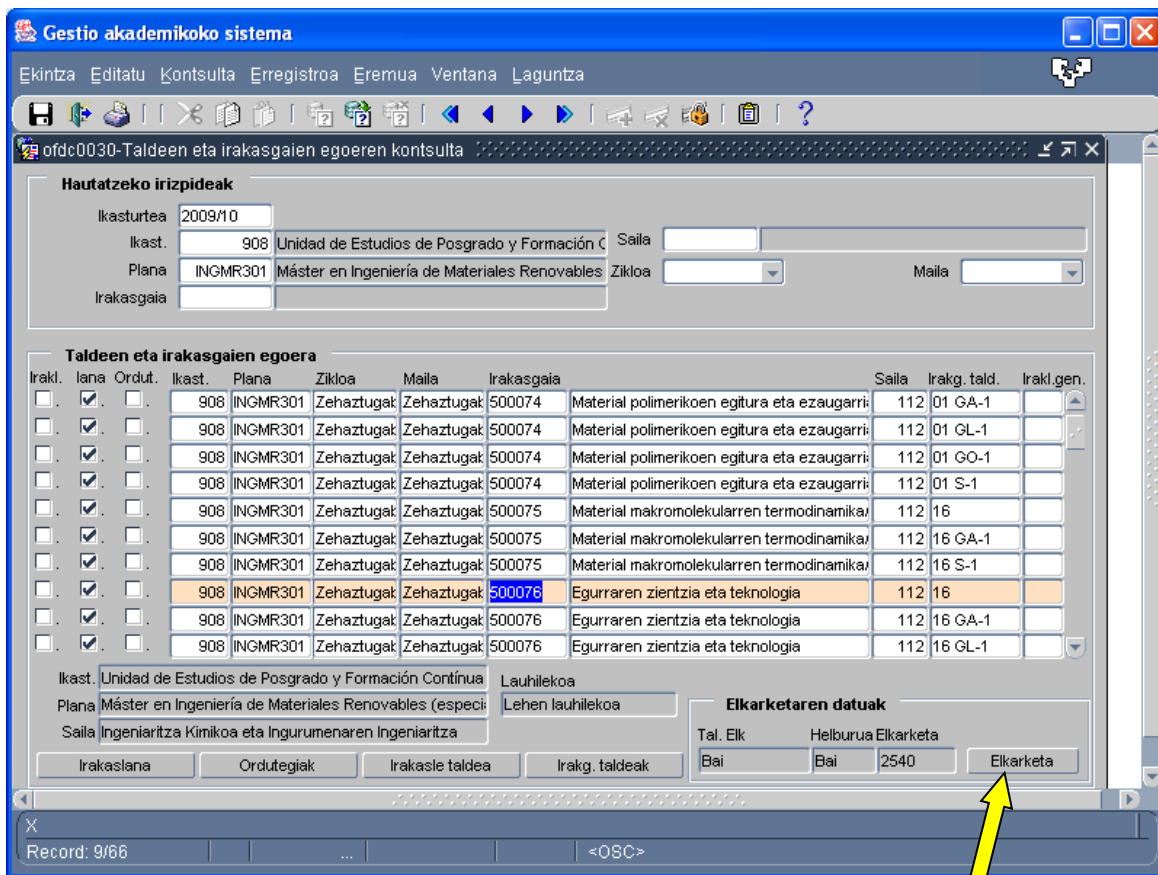 Gestio akademikoko sistema
Ekintza Editatu Kontsulta Erregistroa Eremua Ventana Laguntza
ofdc0030-Taldeen eta irakasgaien egoeren kontsulta
Hautatzeko irizpideak
Ikasturtea 2009/10
Ikast. 908 Unidad de Estudios de Posgrado y Formación C Saila
Plana INGMR301 Máster en Ingeniería de Materiales Renovables Zikloa Maila
Irakasgaia
Taldeen eta irakasgaien egoera
Irakl. lana Ordut. Ikast. Plana Zikloa Maila Irakasgaia Saila Irakg. tald. Irakl.gen.
908 INGMR301 Zehaztugak Zehaztugak 500074 Material polimerikoen egitura eta ezaugarri 112 01 GA-1
908 INGMR301 Zehaztugak Zehaztugak 500074 Material polimerikoen egitura eta ezaugarri 112 01 GL-1
908 INGMR301 Zehaztugak Zehaztugak 500074 Material polimerikoen egitura eta ezaugarri 112 01 GO-1
908 INGMR301 Zehaztugak Zehaztugak 500074 Material polimerikoen egitura eta ezaugarri 112 01 S-1
908 INGMR301 Zehaztugak Zehaztugak 500075 Material makromolekularren termodinamika/ 112 16
908 INGMR301 Zehaztugak Zehaztugak 500075 Material makromolekularren termodinamika/ 112 16 GA-1
908 INGMR301 Zehaztugak Zehaztugak 500075 Material makromolekularren termodinamika/ 112 16 S-1
908 INGMR301 Zehaztugak Zehaztugak 500076 Egurraren zientzia eta teknologia 112 16
908 INGMR301 Zehaztugak Zehaztugak 500076 Egurraren zientzia eta teknologia 112 16 GA-1
908 INGMR301 Zehaztugak Zehaztugak 500076 Egurraren zientzia eta teknologia 112 16 GL-1
Ikast. Unidad de Estudios de Posgrado y Formación Contínua Lauhilekoa
Plana Máster en Ingeniería de Materiales Renovables (especi Lehen lauhilekoa Elkarketaren datuak
Saila Ingeniaritza Kimikoa eta Ingurumenaren Ingeniaritza Tal. Elk Helburua Elkarketa
Irakaslana Ordutegiak Irakasle taldea Irakg. taldeak Bai Bai 2540 Elkarketa
X
Record: 9/66 ... <OSC>